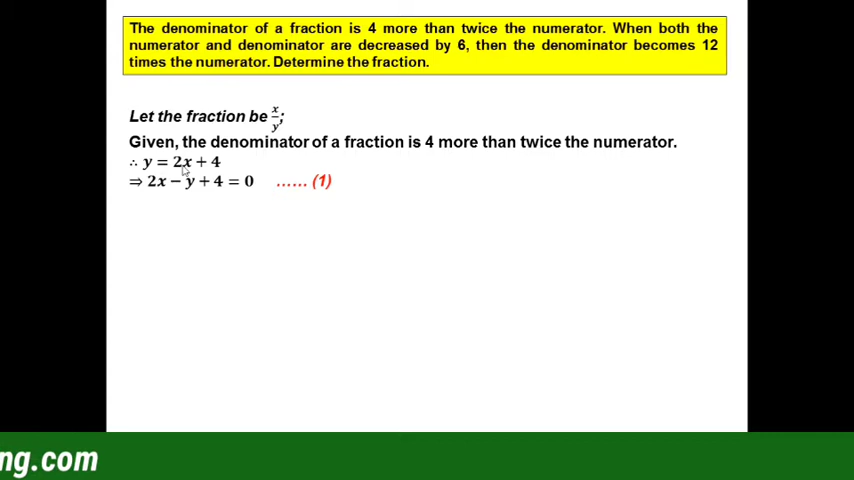 The denominator of a fraction is 4 more than twice the numerator. When both the
numerator and denominator are decreased by 6, then the denominator becomes 12
times the numerator. Determine the fraction.
Let the fraction be x/y;
Given, the denominator of a fraction is 4 more than twice the numerator.
∴ y = 2x + 4
⇒ 2x − y + 4 = 0 ...... (1)
ng.com